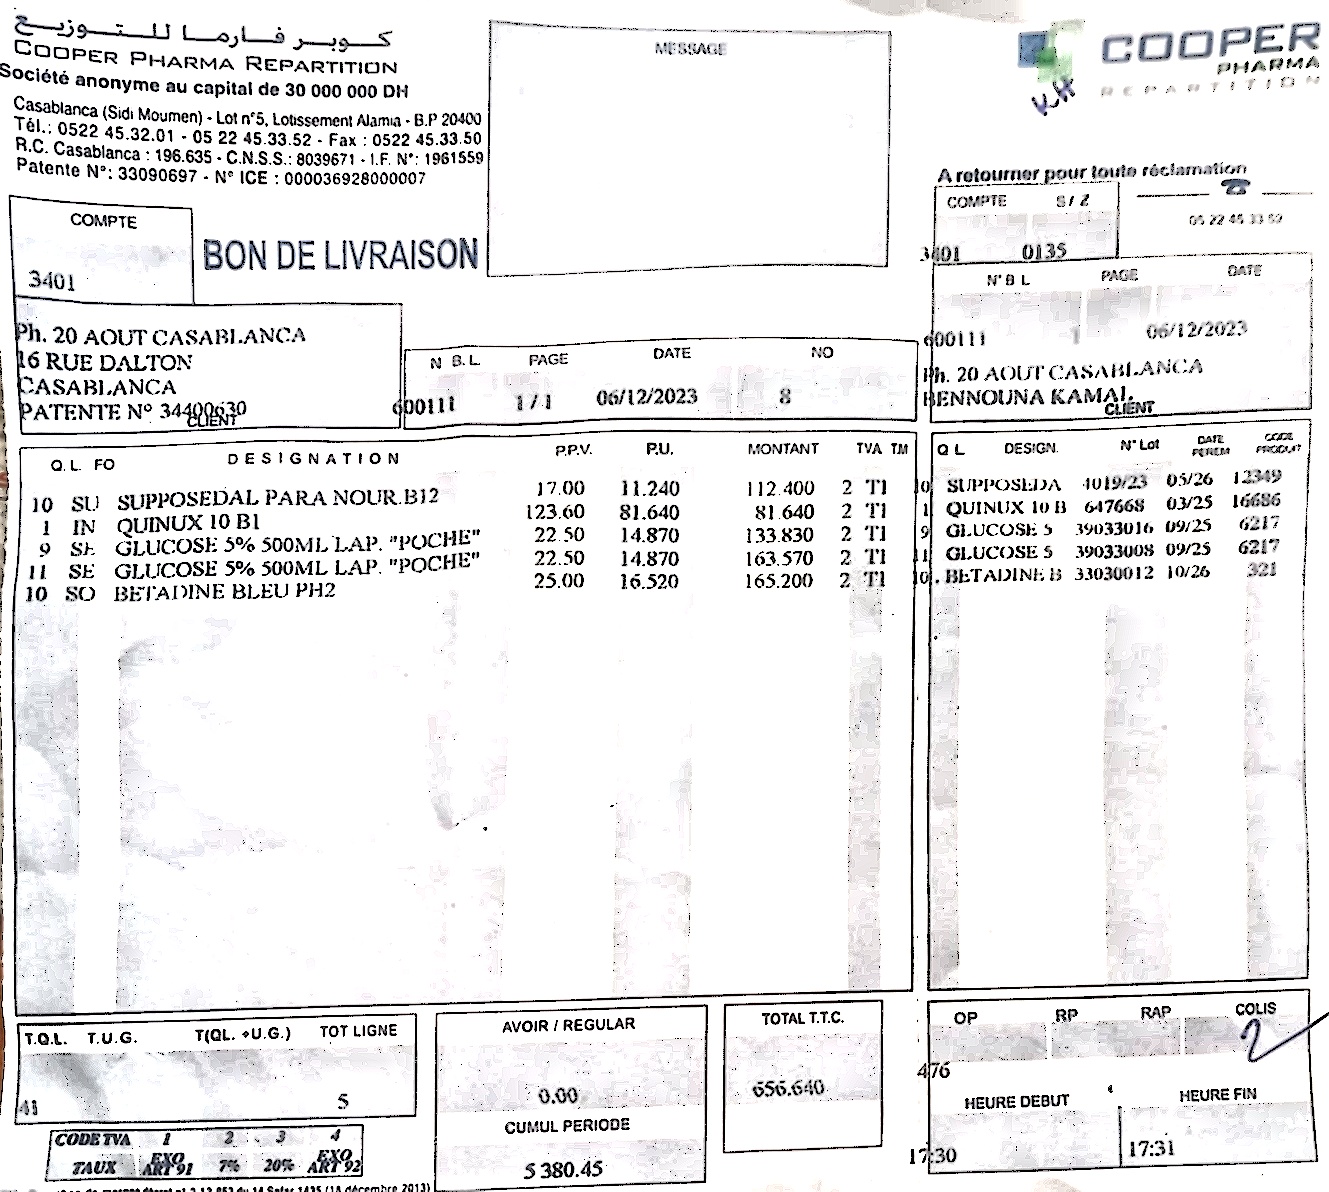 كوبر فارما للتوزيع
COOPER PHARMA REPARTITION
Société anonyme au capital de 30 000 000 DH
Casablanca (Sidi Moumen) - Lot n°5, Lotissement Alamia - B.P 20400
Tél.: 0522 45.32.01 - 05 22 45.33.52 - Fax : 0522 45.33.50
R.C. Casablanca : 196.635 - C.N.S.S.: 8039671 - I.F. N°: 1961559
Patente N°: 33090697 - N° ICE : 000036928000007
MESSAGE
COOPER
PHARMA
REPARTITION
KH
A retourner pour toute réclamation
05 22 45 33 52
COMPTE
3401
BON DE LIVRAISON
COMPTE S / Z
3401 0135
N° B L PAGE DATE
600111 1 06/12/2023
Ph. 20 AOUT CASABLANCA
BENNOUNA KAMAL
CLIENT
Ph. 20 AOUT CASABLANCA
16 RUE DALTON
CASABLANCA
PATENTE N° 34400630
CLIENT
N B.L. PAGE DATE NO
600111 1 / 1 06/12/2023 8
Q.L. FO DESIGNATION P.P.V. P.U. MONTANT TVA TM
10 SU SUPPOSEDAL PARA NOUR.B12 17.00 11.240 112.400 2 T1
1 IN QUINUX 10 B1 123.60 81.640 81.640 2 T1
9 SE GLUCOSE 5% 500ML LAP. "POCHE" 22.50 14.870 133.830 2 T1
11 SE GLUCOSE 5% 500ML LAP. "POCHE" 22.50 14.870 163.570 2 T1
10 SO BETADINE BLEU PH2 25.00 16.520 165.200 2 T1
Q L DESIGN. N° Lot DATE PEREM CODE PRODUIT
10 SUPPOSEDA 4019/23 05/26 12349
1 QUINUX 10 B 647668 03/25 16686
9 GLUCOSE 5 39033016 09/25 6217
11 GLUCOSE 5 39033008 09/25 6217
10 BETADINE B 33030012 10/26 321
T.Q.L. T.U.G. T(QL. +U.G.) TOT LIGNE
41 5
AVOIR / REGULAR
0.00
CUMUL PERIODE
5 380.45
TOTAL T.T.C.
656.640
OP RP RAP COLIS
476 2
HEURE DEBUT HEURE FIN
17:30 17:31
CODE TVA 1 2 3 4
TAUX EXO ART 91 7% 20% EXO ART 92